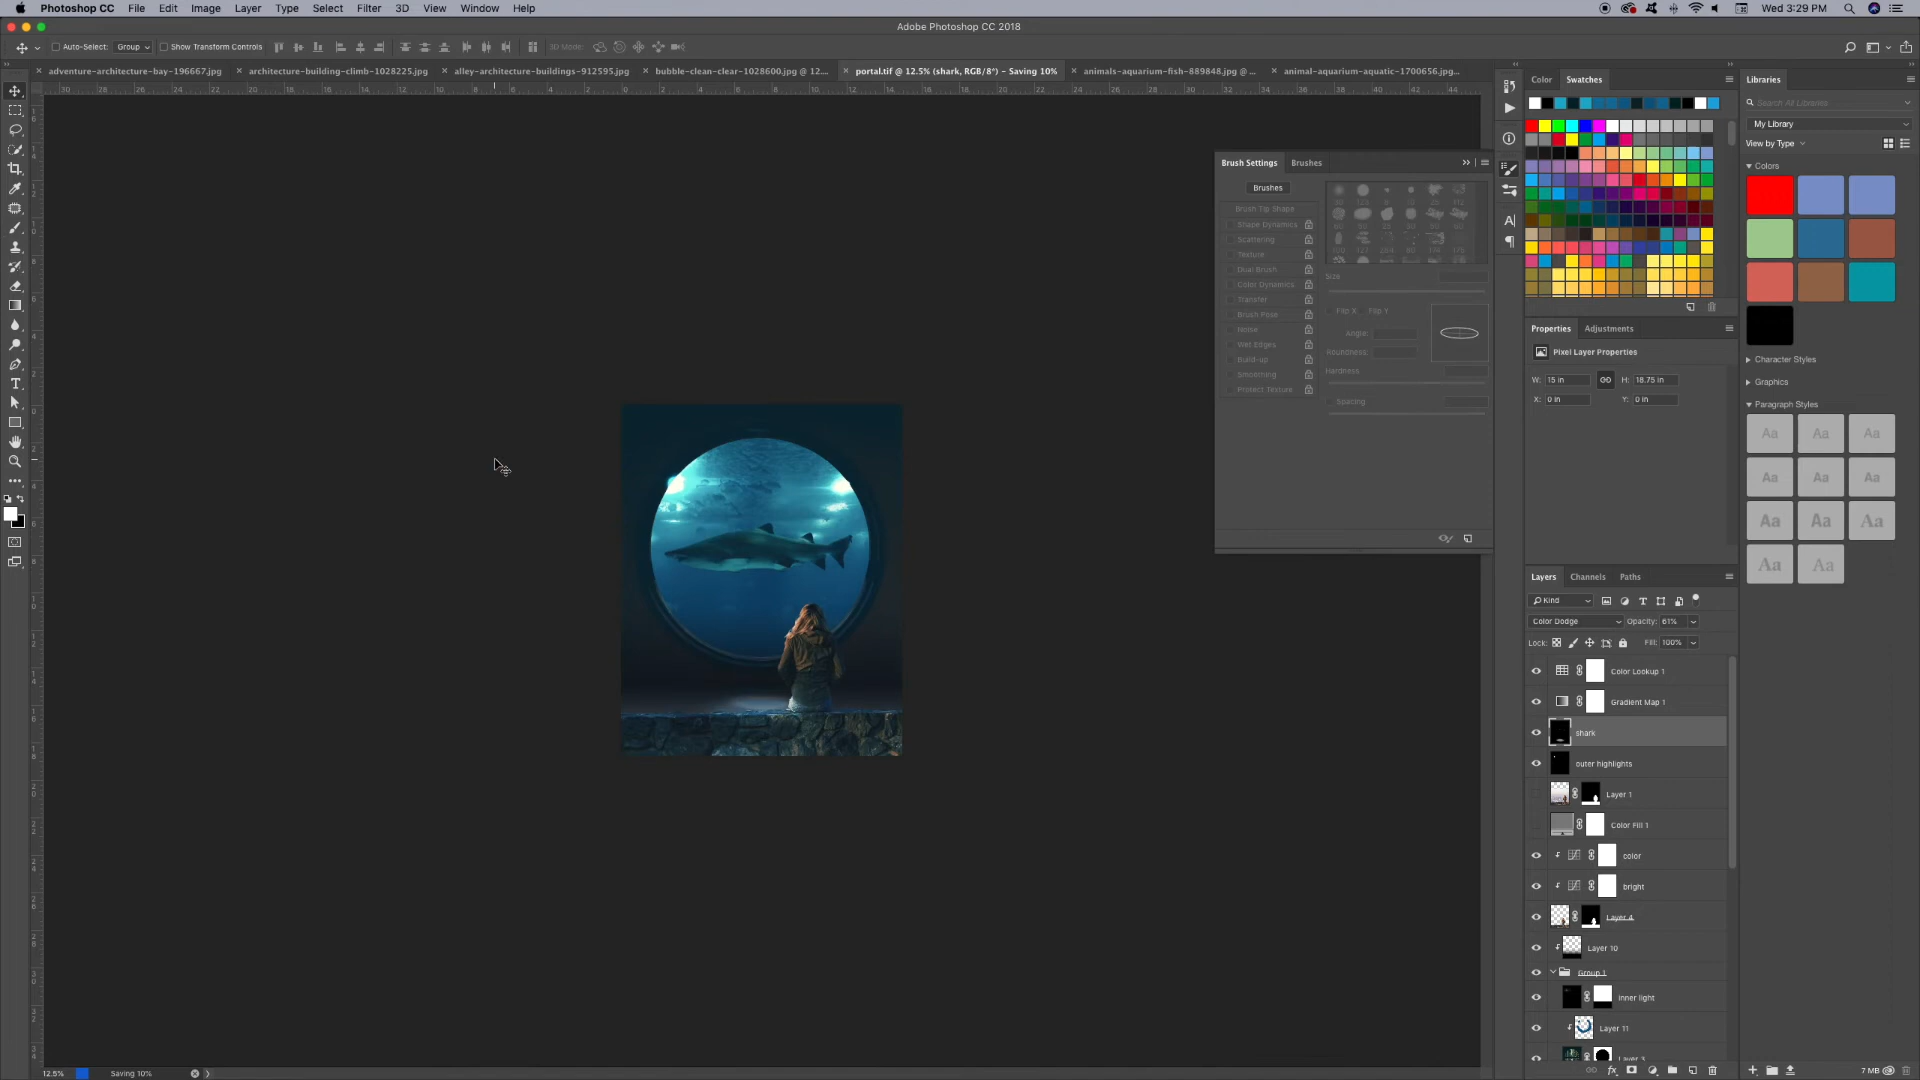 Photoshop CC File Edit Image Layer Type Select Filter 3D View Window Help
Wed 3:29 PM
Adobe Photoshop CC 2018
Auto-Select: Group Show Transform Controls 3D Mode:
adventure-architecture-bay-196667.jpg
architecture-building-climb-1028225.jpg
alley-architecture-buildings-912595.jpg
bubble-clean-clear-1028600.jpg @ 12....
portal.tif @ 12.5% (shark, RGB/8*) - Saving 10%
animals-aquarium-fish-889848.jpg @ ...
animal-aquarium-aquatic-1700656.jpg...
Brush Settings Brushes
Brushes
Brush Tip Shape
Shape Dynamics
Scattering
Texture
Dual Brush
Color Dynamics
Transfer
Brush Pose
Noise
Wet Edges
Build-up
Smoothing
Protect Texture
Size
Flip X Flip Y
Angle:
Roundness:
Hardness
Spacing
Color Swatches
Properties Adjustments
Pixel Layer Properties
W: 15 in H: 18.75 in
X: 0 in Y: 0 in
Layers Channels Paths
Kind
Color Dodge Opacity: 61%
Lock: Fill: 100%
Color Lookup 1
Gradient Map 1
shark
outer highlights
Layer 1
Color Fill 1
color
bright
Layer 4
Layer 10
Group 1
inner light
Layer 11
Layer 3
Libraries
Search All Libraries
My Library
View by Type
Colors
Character Styles
Graphics
Paragraph Styles
Aa Aa Aa
Aa Aa Aa
Aa Aa Aa
Aa Aa
7 MB
12.5% Saving 10%